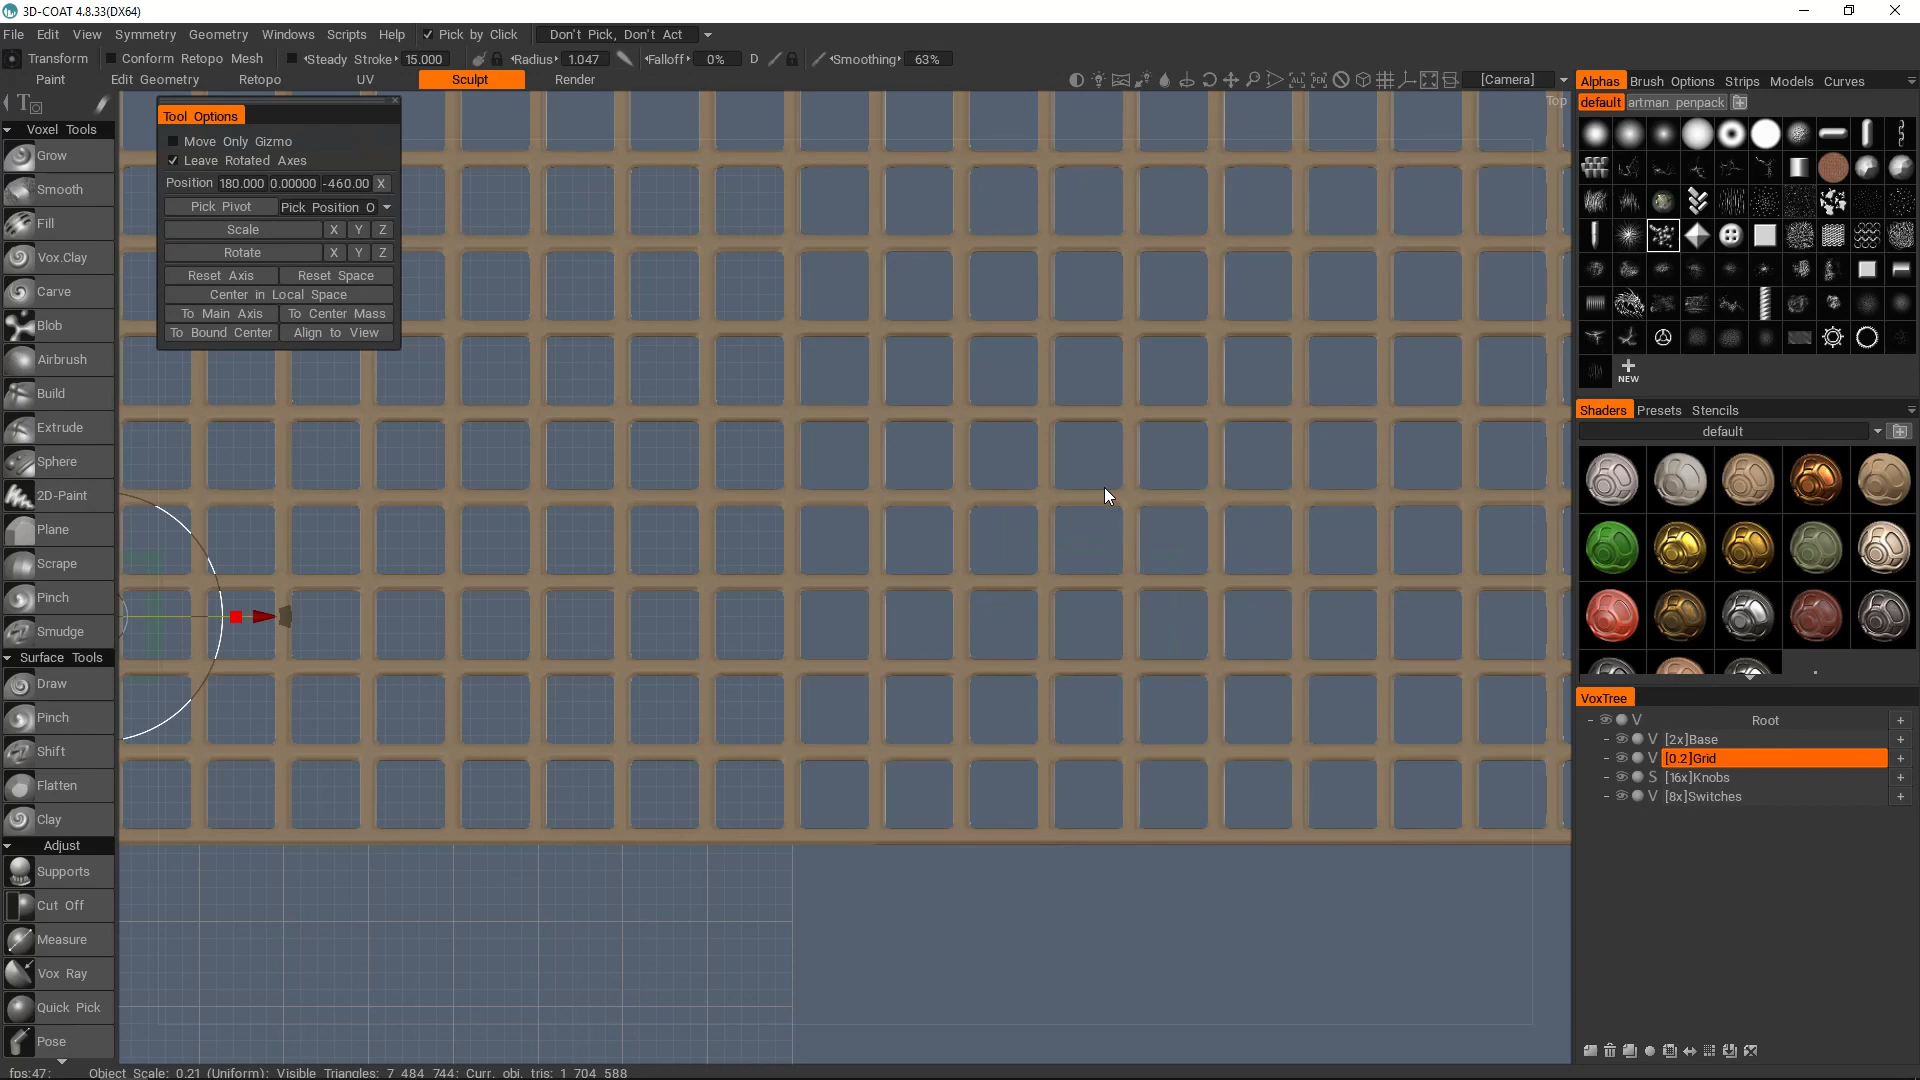 3D-COAT 4.8.33(DX64)
File Edit View Symmetry Geometry Windows Scripts Help Pick by Click Don't Pick, Don't Act
Transform Conform Retopo Mesh Steady Stroke 15.000 Radius 1.047 Falloff 0% D Smoothing 63%
Paint Edit Geometry Retopo UV Sculpt Render [Camera]
Top
Voxel Tools
Grow
Smooth
Fill
Vox.Clay
Carve
Blob
Airbrush
Build
Extrude
Sphere
2D-Paint
Plane
Scrape
Pinch
Smudge
Surface Tools
Draw
Pinch
Shift
Flatten
Clay
Adjust
Supports
Cut Off
Measure
Vox Ray
Quick Pick
Pose
Tool Options
Move Only Gizmo
Leave Rotated Axes
Position 180.000 0.00000 -460.00 X
Pick Pivot Pick Position O
Scale X Y Z
Rotate X Y Z
Reset Axis Reset Space
Center in Local Space
To Main Axis To Center Mass
To Bound Center Align to View
Alphas Brush Options Strips Models Curves
default artman penpack
NEW
Shaders Presets Stencils
default
VoxTree
V Root +
V [2x]Base +
V [0.2]Grid +
S [16x]Knobs +
V [8x]Switches +
fps:47; Object Scale: 0.21 (Uniform); Visible Triangles: 7 484 744; Curr. obj. tris: 1 704 588